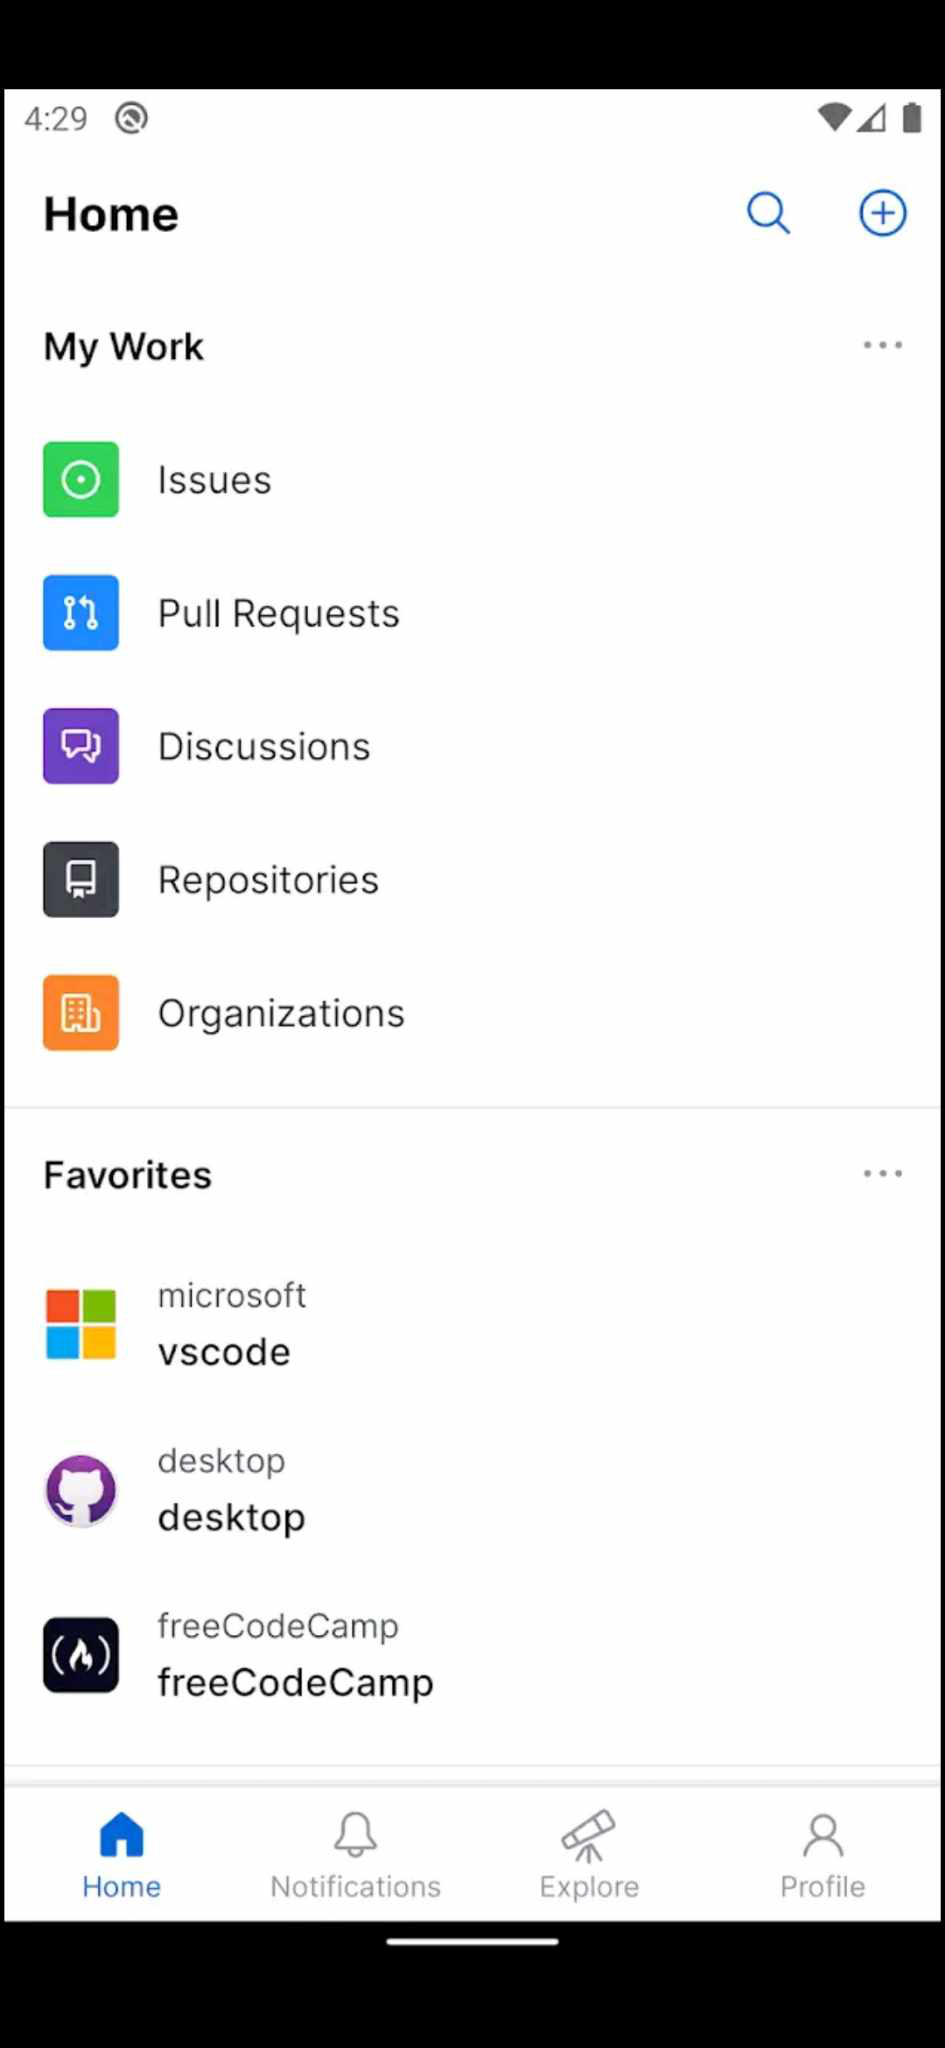 4:29
Home
My Work
Issues
Pull Requests
Discussions
Repositories
Organizations
Favorites
microsoft
vscode
desktop
desktop
freeCodeCamp
freeCodeCamp
Home
Notifications
Explore
Profile